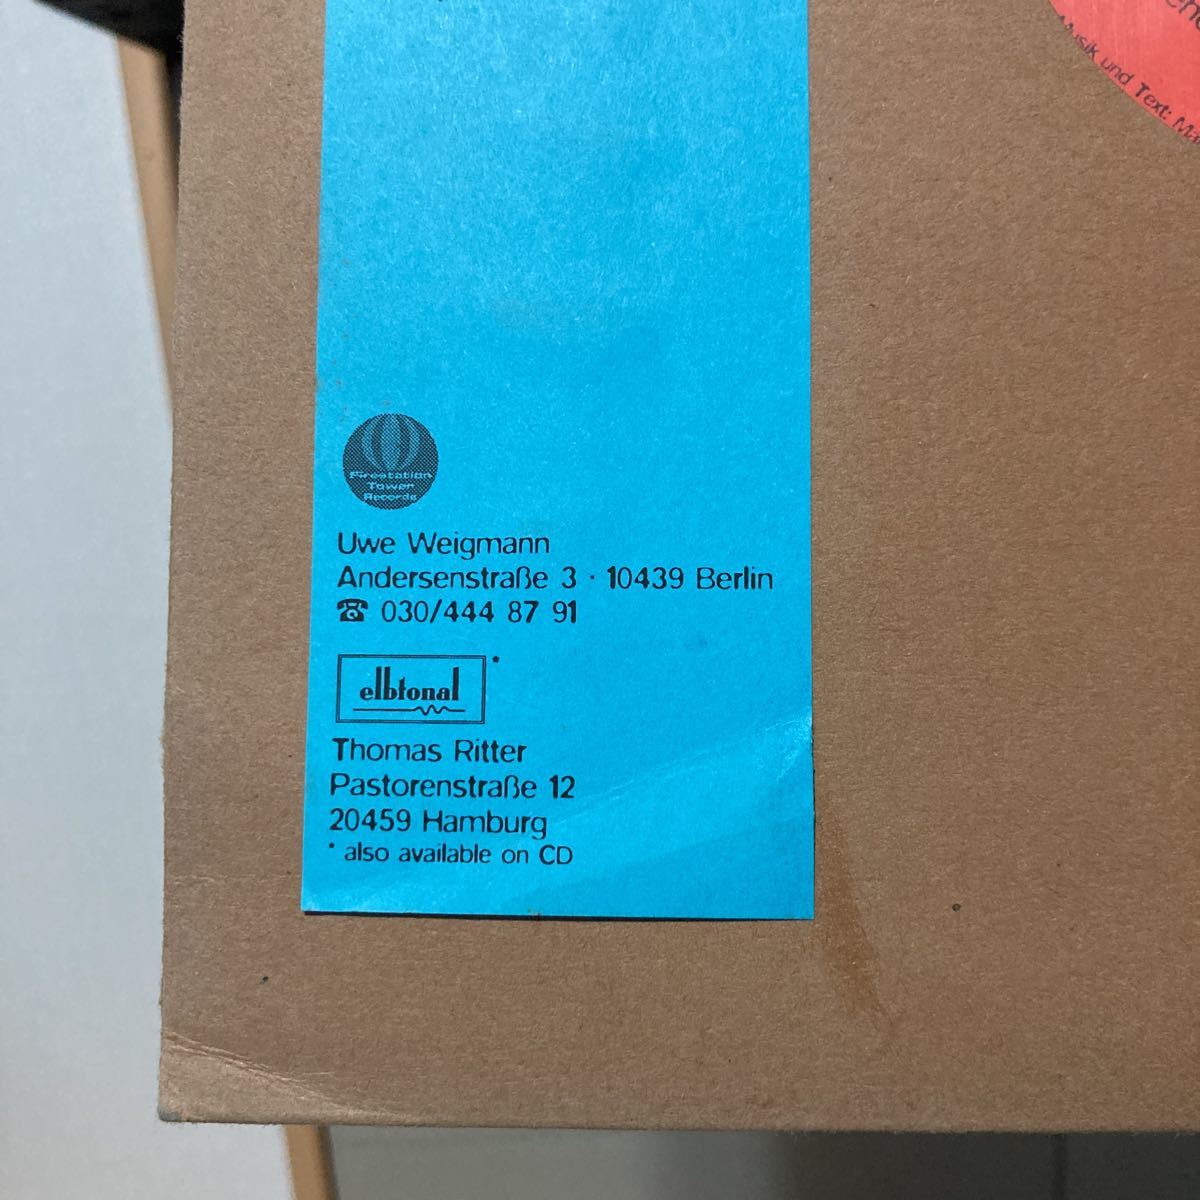 Musik und Text: Ma
Firestation
Tower
Records
Uwe Weigmann
Andersenstraße 3 · 10439 Berlin
☎ 030/444 87 91
elbtonal *
Thomas Ritter
Pastorenstraße 12
20459 Hamburg
* also available on CD